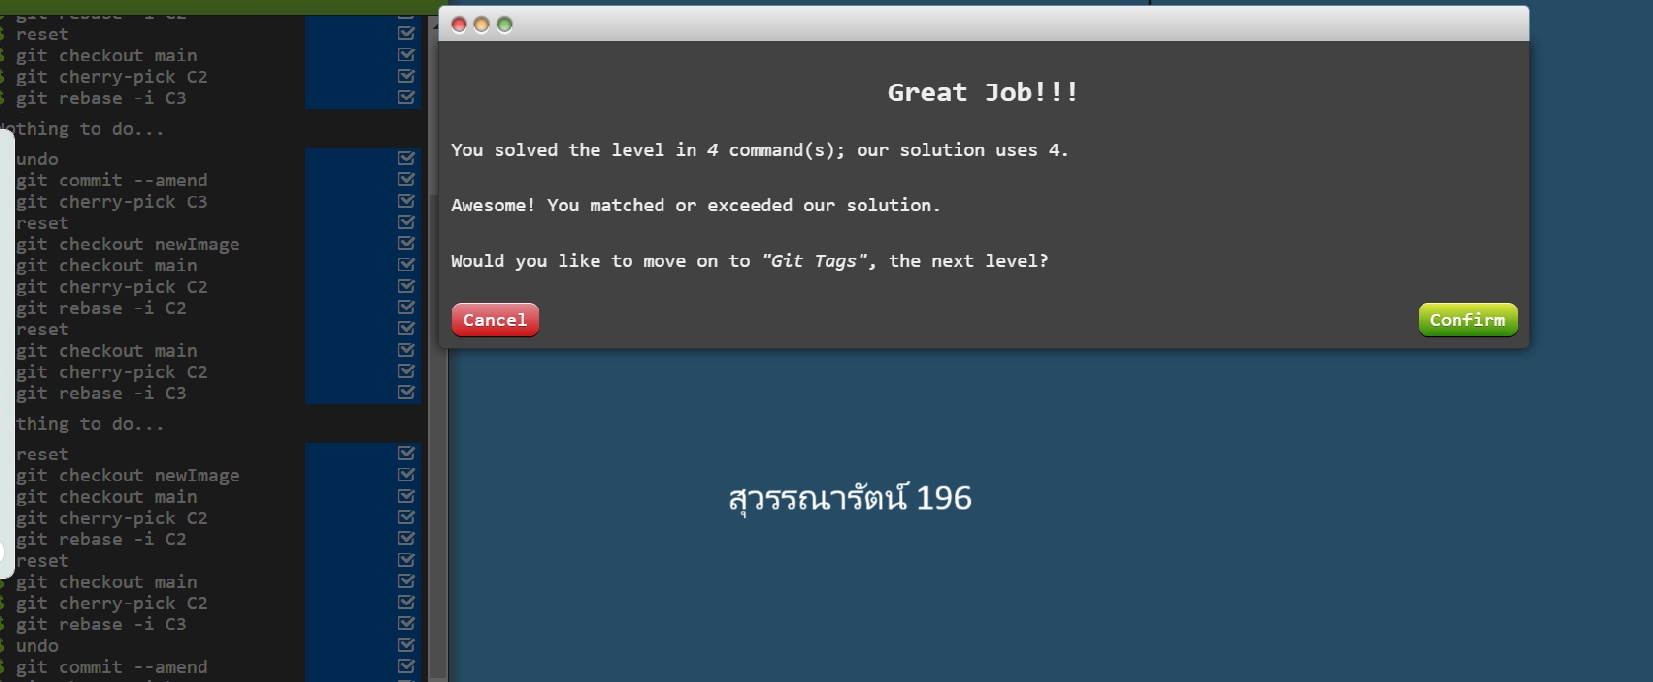 reset
git checkout main
git cherry-pick C2
git rebase -i C3
Nothing to do...
undo
git commit --amend
git cherry-pick C3
reset
git checkout newImage
git checkout main
git cherry-pick C2
git rebase -i C2
reset
git checkout main
git cherry-pick C2
git rebase -i C3
thing to do...
reset
git checkout newImage
git checkout main
git cherry-pick C2
git rebase -i C2
reset
$ git checkout main
$ git cherry-pick C2
$ git rebase -i C3
$ undo
$ git commit --amend
Great Job!!!
You solved the level in 4 command(s); our solution uses 4.
Awesome! You matched or exceeded our solution.
Would you like to move on to "Git Tags", the next level?
Cancel
Confirm
สุวรรณารัตน์ 196